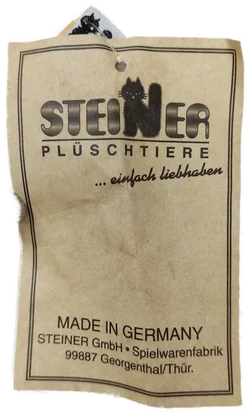 STEINER
PLÜSCHTIERE
... einfach liebhaben
MADE IN GERMANY
STEINER GmbH • Spielwarenfabrik
99887 Georgenthal/Thür.